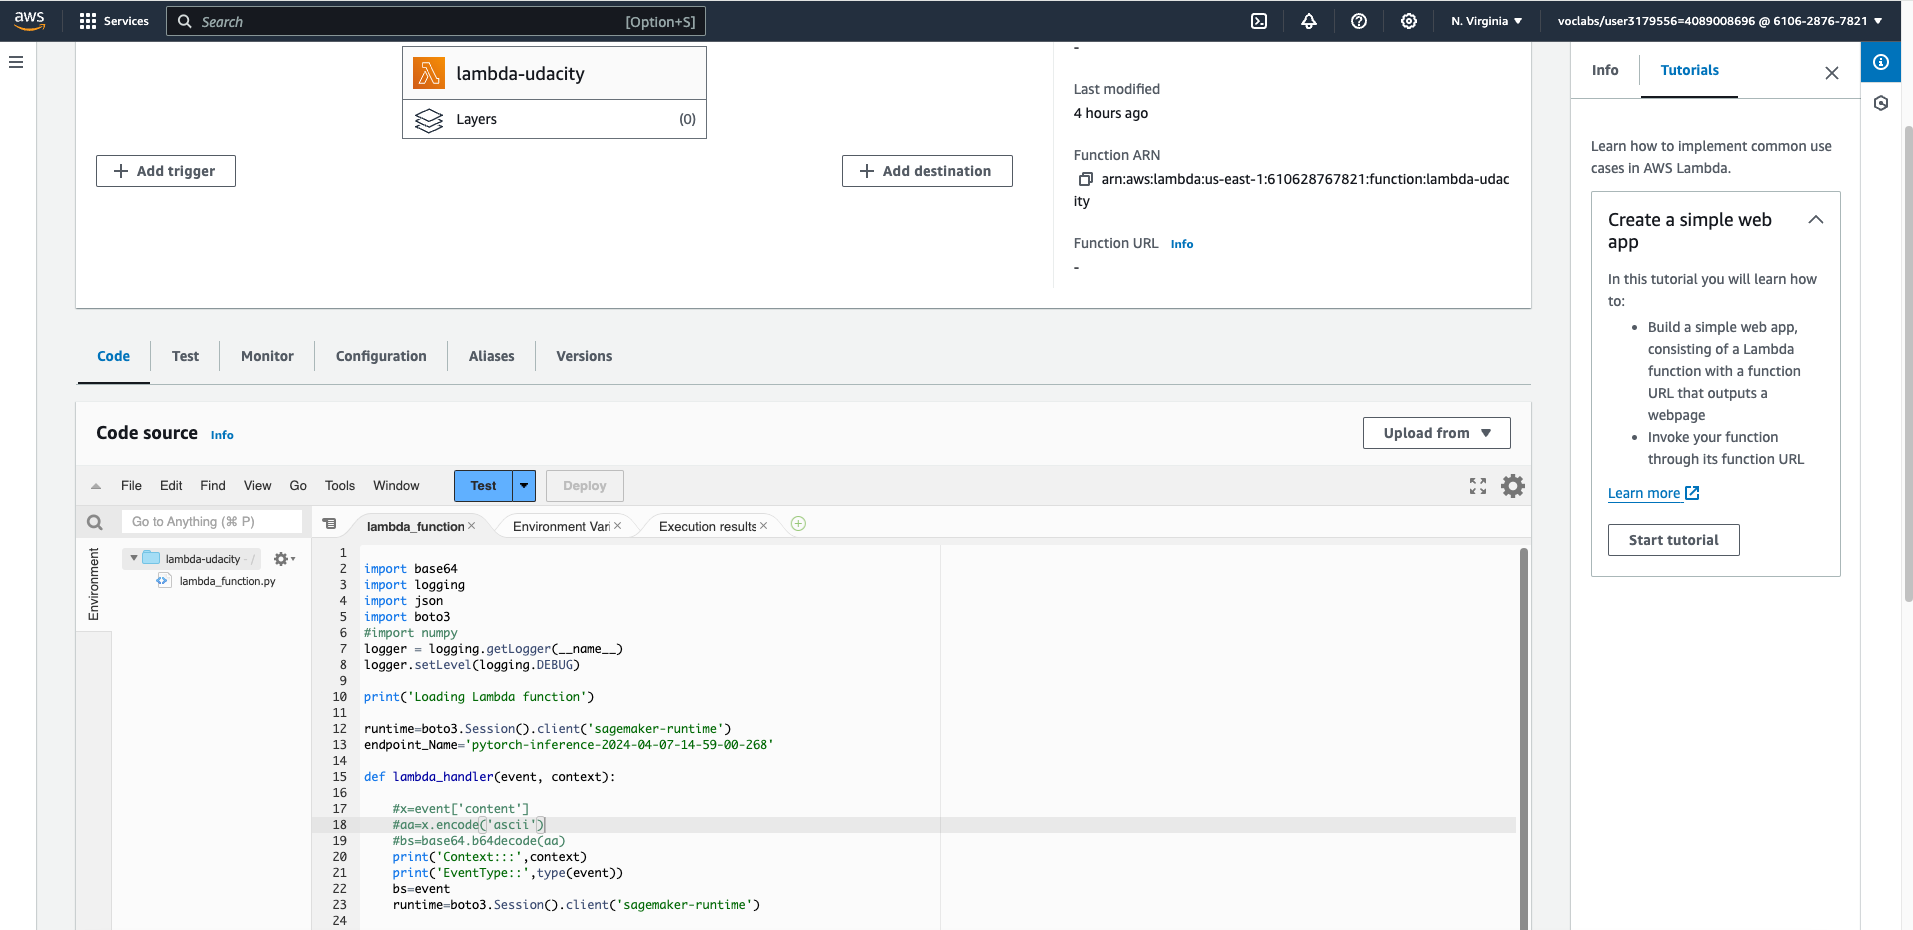 aws
Services
Search
[Option+S]
N. Virginia ▼
voclabs/user3179556=4089008696 @ 6106-2876-7821 ▼
lambda-udacity
Layers
(0)
+ Add trigger
+ Add destination
-
Last modified
4 hours ago
Function ARN
arn:aws:lambda:us-east-1:610628767821:function:lambda-udac
ity
Function URL Info
-
Code
Test
Monitor
Configuration
Aliases
Versions
Code source Info
Upload from ▼
File
Edit
Find
View
Go
Tools
Window
Test
Deploy
Go to Anything (⌘ P)
lambda_function
Environment Vari
Execution results
Environment
lambda-udacity - /
lambda_function.py
1
2 import base64
3 import logging
4 import json
5 import boto3
6 #import numpy
7 logger = logging.getLogger(__name__)
8 logger.setLevel(logging.DEBUG)
9
10 print('Loading Lambda function')
11
12 runtime=boto3.Session().client('sagemaker-runtime')
13 endpoint_Name='pytorch-inference-2024-04-07-14-59-00-268'
14
15 def lambda_handler(event, context):
16
17 #x=event['content']
18 #aa=x.encode('ascii')
19 #bs=base64.b64decode(aa)
20 print('Context:::',context)
21 print('EventType::',type(event))
22 bs=event
23 runtime=boto3.Session().client('sagemaker-runtime')
24
Info
Tutorials
Learn how to implement common use
cases in AWS Lambda.
Create a simple web
app
In this tutorial you will learn how
to:
• Build a simple web app,
consisting of a Lambda
function with a function
URL that outputs a
webpage
• Invoke your function
through its function URL
Learn more
Start tutorial